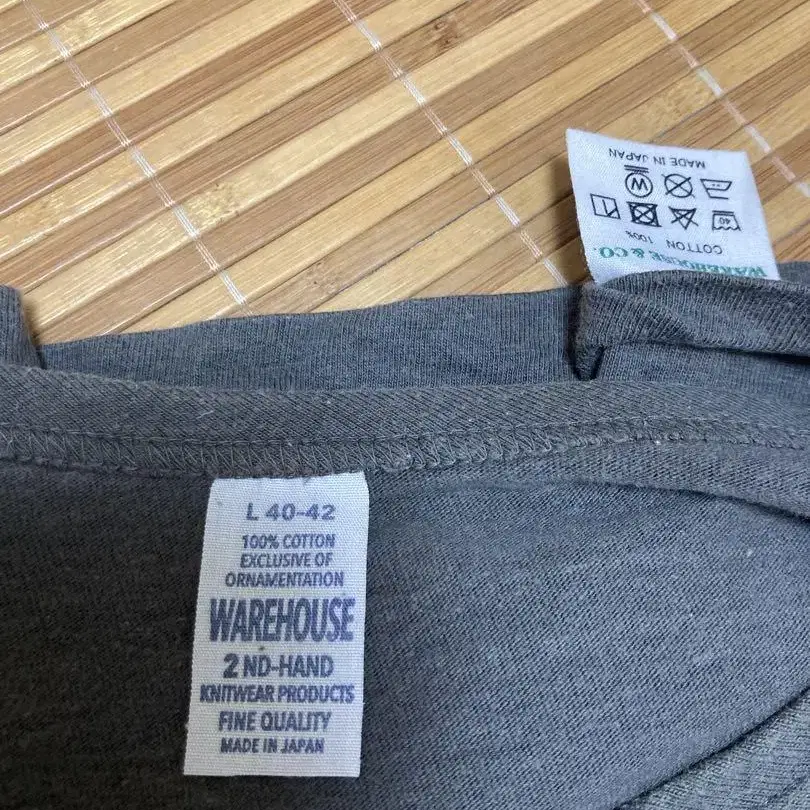 L 40-42
100% COTTON
EXCLUSIVE OF
ORNAMENTATION
WAREHOUSE
2 ND-HAND
KNITWEAR PRODUCTS
FINE QUALITY
MADE IN JAPAN
WAREHOUSE & CO.
COTTON 100%
40
W
MADE IN JAPAN